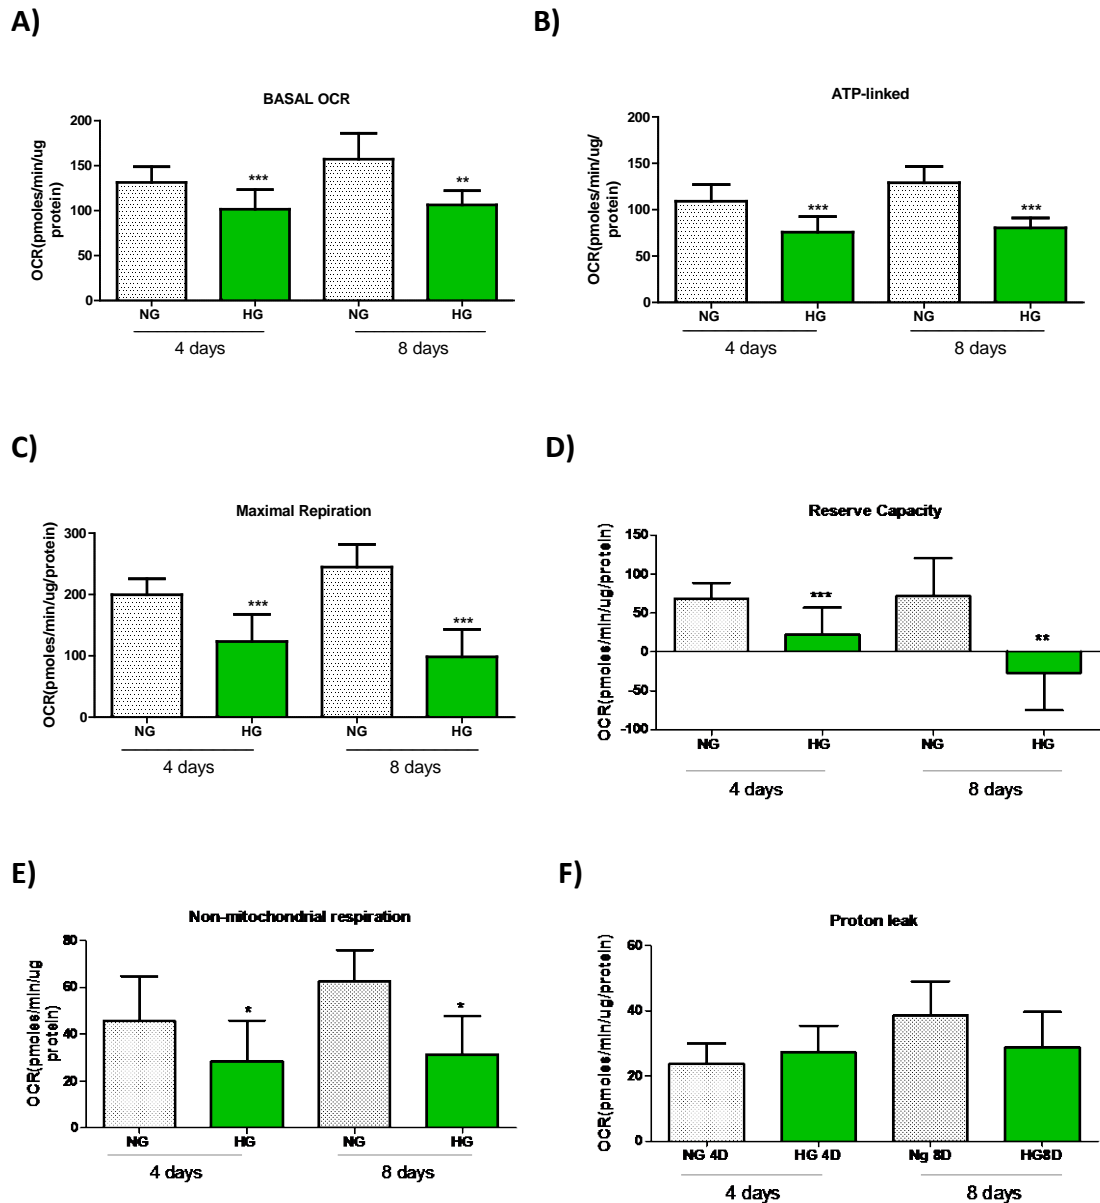 A)
BASAL OCR
OCR(pmoles/min/ug
protein)
200
150
100
50
0
***
**
NG
HG
NG
HG
4 days
8 days
B)
ATP-linked
OCR(pmoles/min/ug/
protein)
200
150
100
50
0
***
***
NG
HG
NG
HG
4 days
8 days
C)
Maximal Repiration
OCR(pmoles/min/ug/protein)
300
200
100
0
***
***
NG
HG
NG
HG
4 days
8 days
D)
Reserve Capacity
OCR(pmoles/min/ug/protein)
150
100
50
0
-50
-100
***
**
NG
HG
NG
HG
4 days
8 days
E)
Non-mitochondrial respiration
OCR(pmoles/min/ug
protein)
80
60
40
20
0
*
*
NG
HG
NG
HG
4 days
8 days
F)
Proton leak
OCR(pmoles/min/ug/protein)
60
40
20
0
NG 4D
HG 4D
Ng 8D
HG8D
4 days
8 days